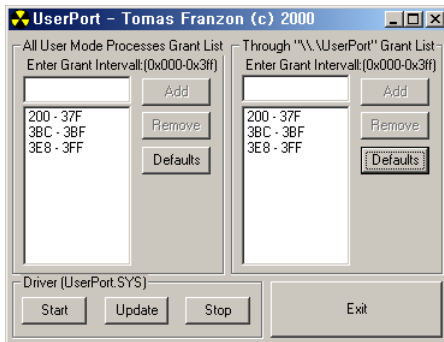 UserPort - Tomas Franzon (c) 2000
All User Mode Processes Grant List
Enter Grant Intervall:(0x000-0x3ff)
Add
200 - 37F
3BC - 3BF
3E8 - 3FF
Remove
Defaults
Through "\\.\UserPort" Grant List
Enter Grant Intervall:(0x000-0x3ff)
Add
200 - 37F
3BC - 3BF
3E8 - 3FF
Remove
Defaults
Driver (UserPort.SYS)
Start Update Stop
Exit